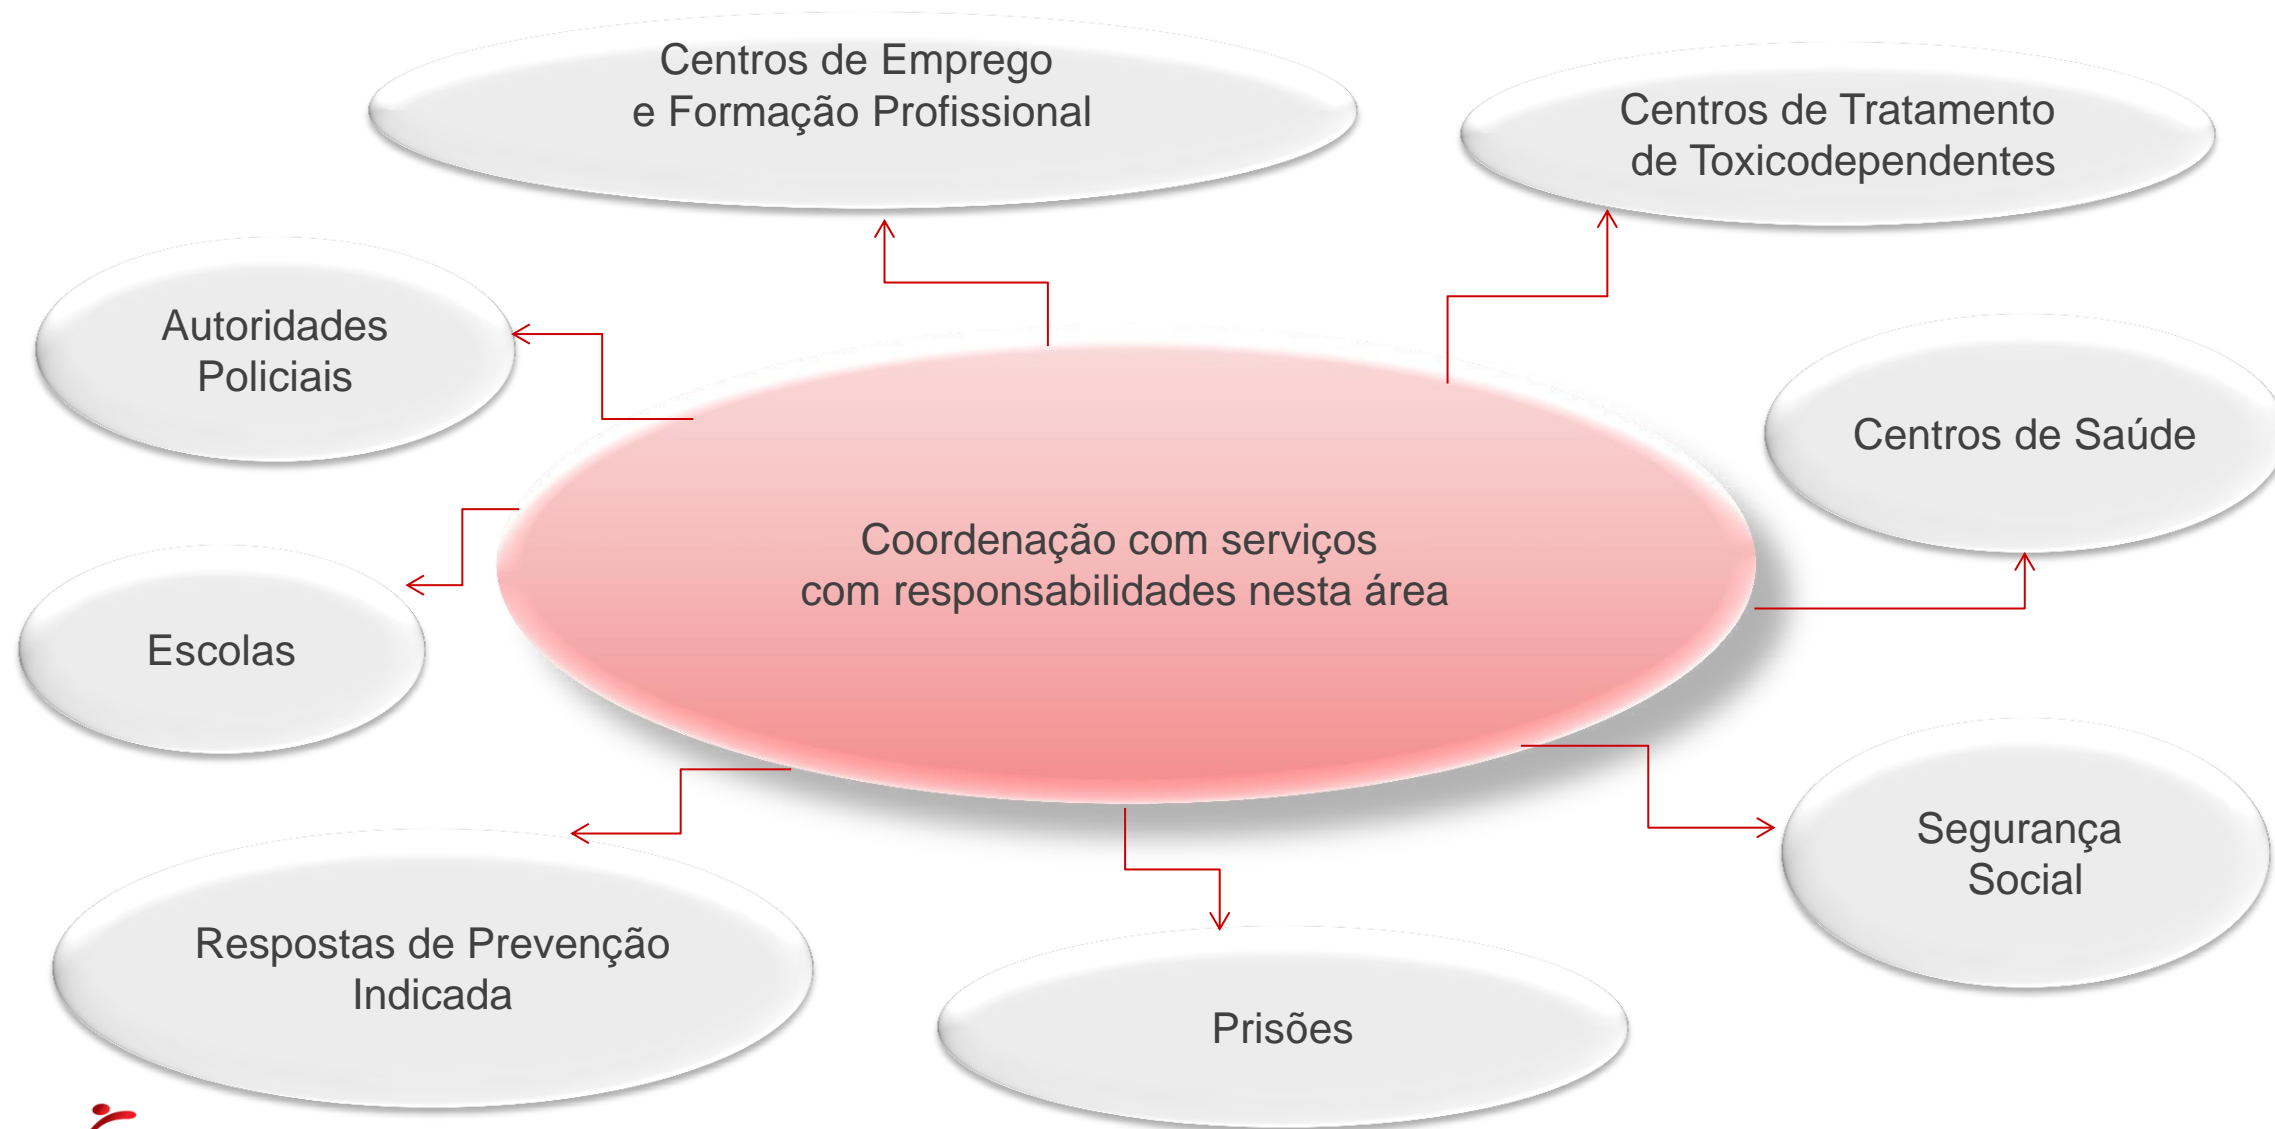 Centros de Emprego
e Formação Profissional
Centros de Tratamento
de Toxicodependentes
Autoridades
Policiais
Centros de Saúde
Coordenação com serviços
com responsabilidades nesta área
Escolas
Segurança
Social
Respostas de Prevenção
Indicada
Prisões